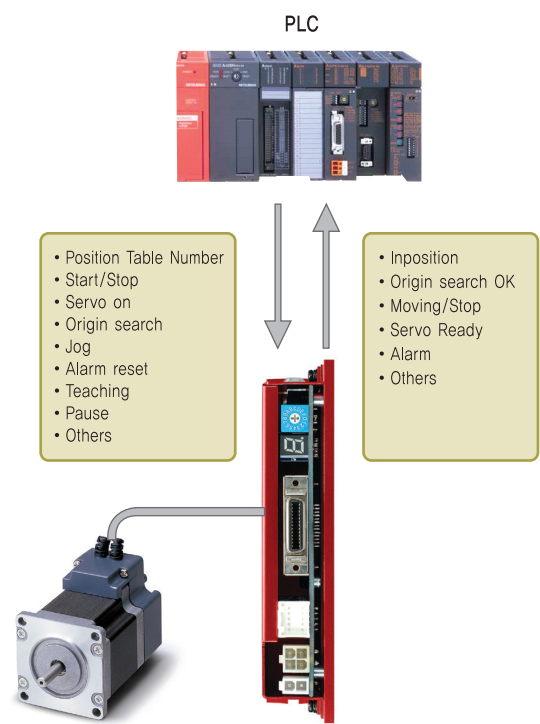 PLC
• Position Table Number
• Start/Stop
• Servo on
• Origin search
• Jog
• Alarm reset
• Teaching
• Pause
• Others
• Inposition
• Origin search OK
• Moving/Stop
• Servo Ready
• Alarm
• Others